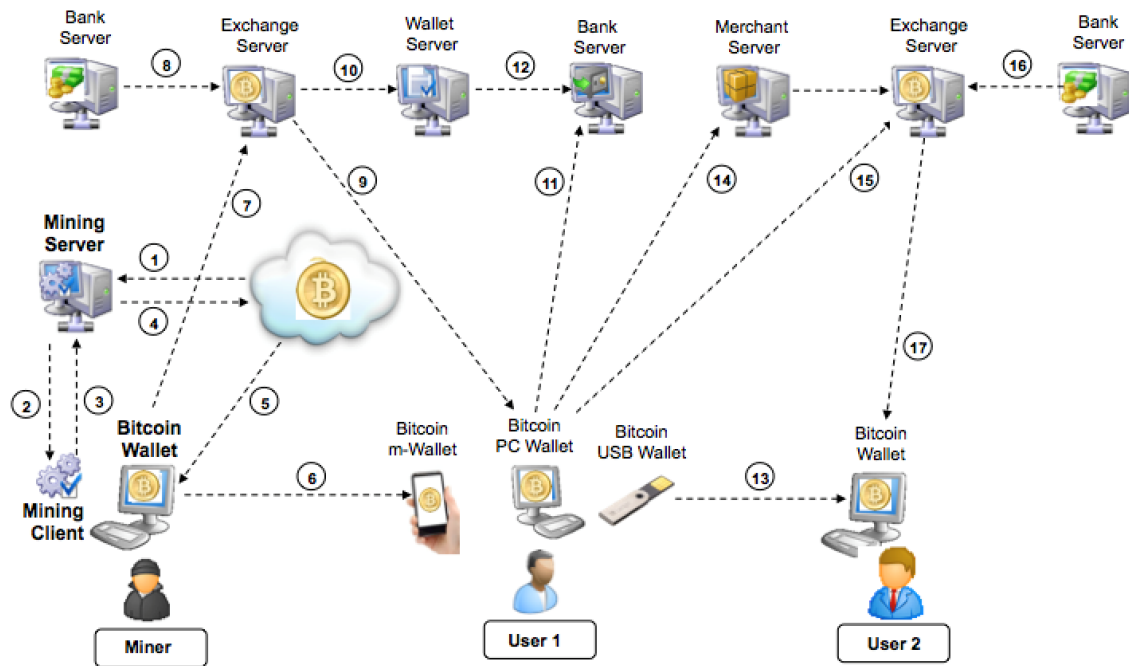 Bank
Server
Exchange
Server
Wallet
Server
Bank
Server
Merchant
Server
Exchange
Server
Bank
Server
8
10
12
16
9
11
14
15
7
Mining
Server
1
4
17
2
3
5
Bitcoin
Wallet
Bitcoin
m-Wallet
Bitcoin
PC Wallet
Bitcoin
USB Wallet
Bitcoin
Wallet
6
13
Mining
Client
Miner
User 1
User 2